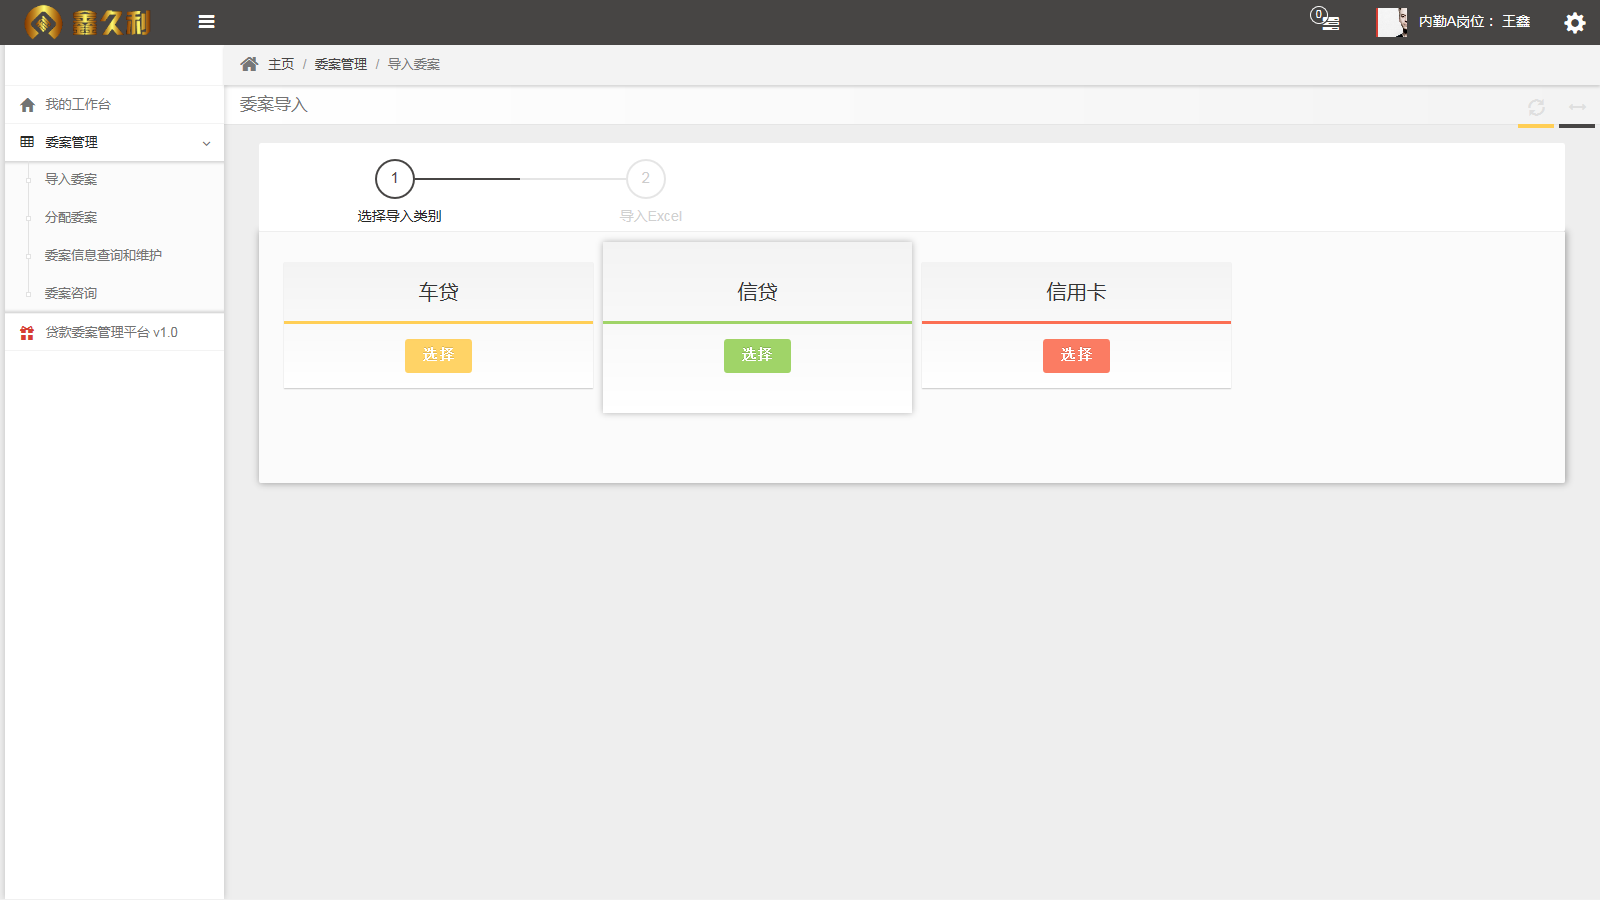 鑫久利
0
内勤A岗位： 王鑫
主页 / 委案管理 / 导入委案
我的工作台
委案管理
导入委案
分配委案
委案信息查询和维护
委案咨询
贷款委案管理平台 v1.0
委案导入
1
2
选择导入类别
导入Excel
车贷
信贷
信用卡
选择
选择
选择